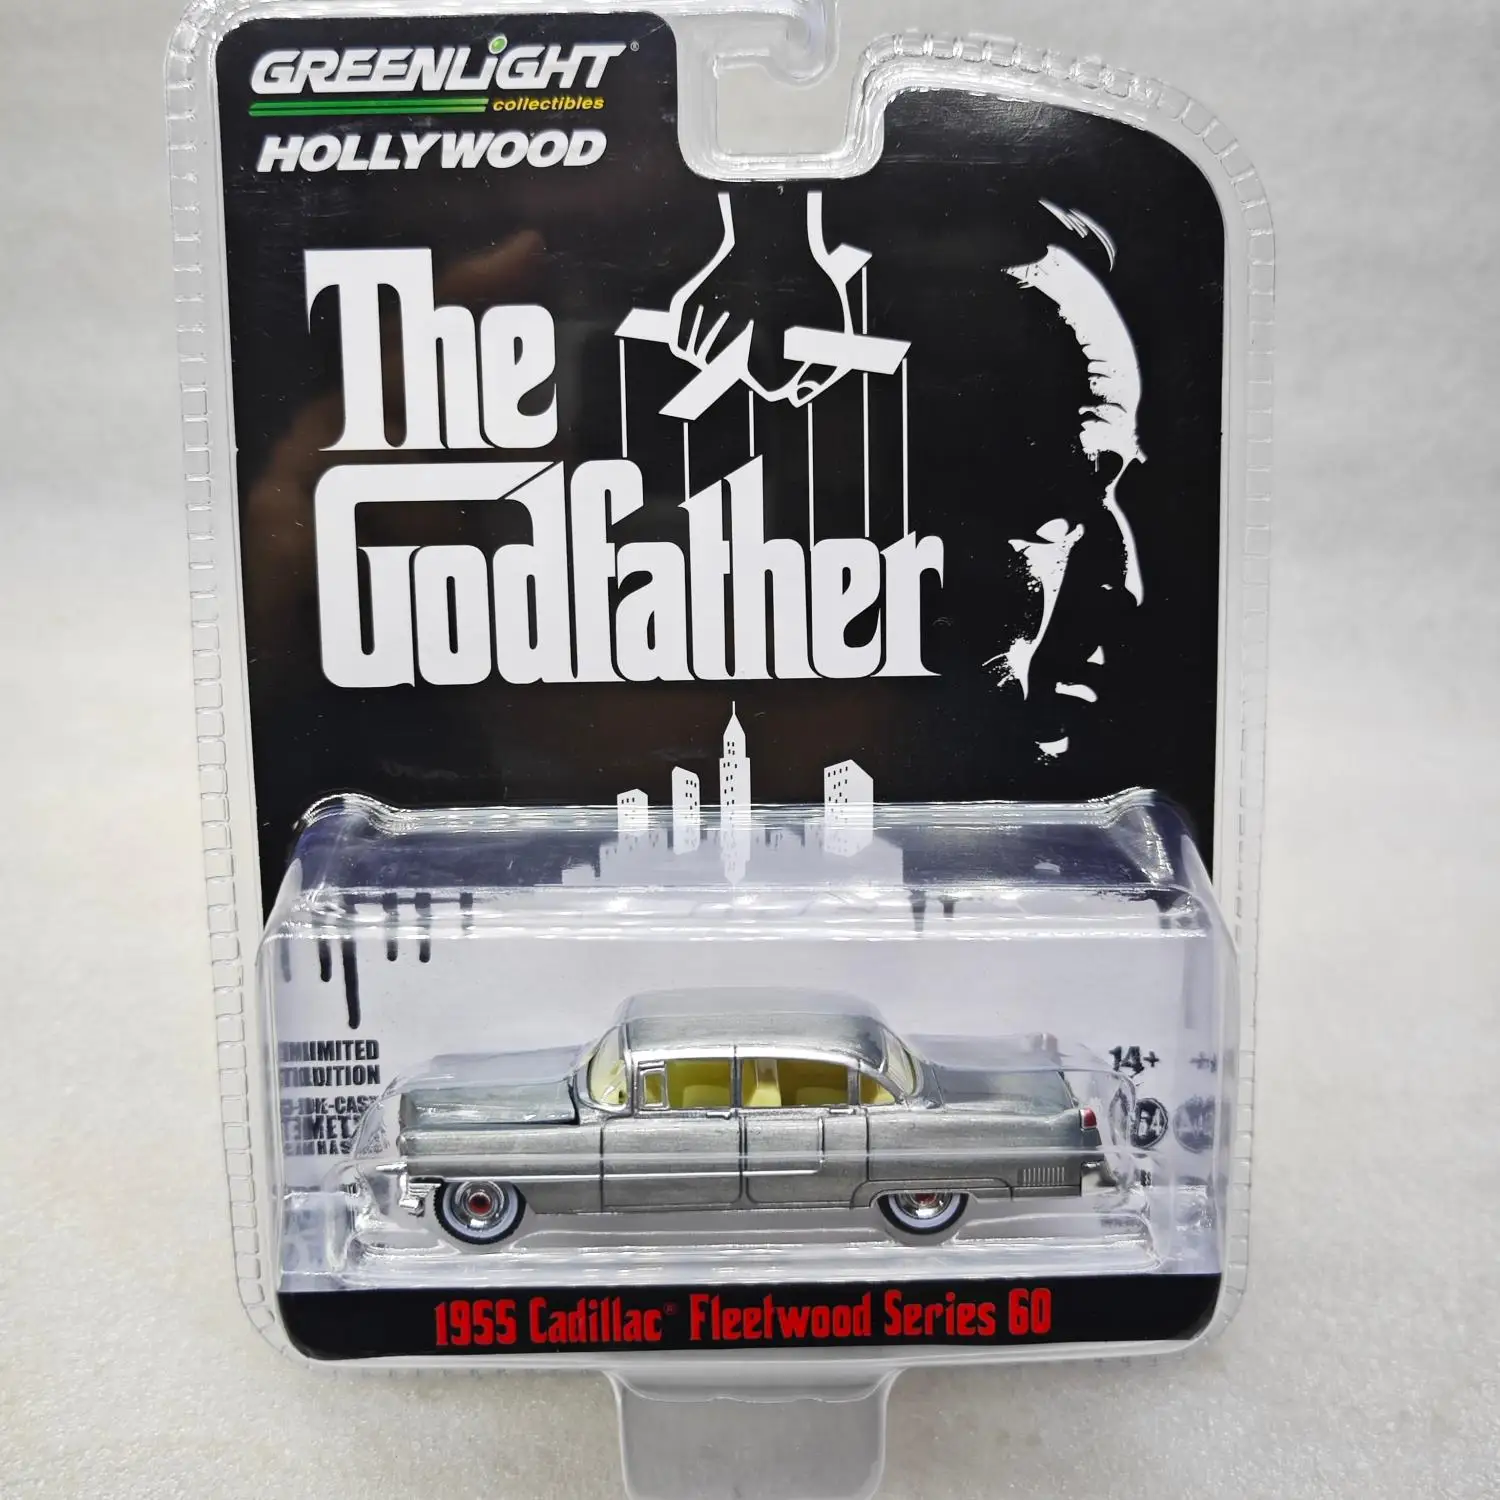 GREENLiGHT®
collectibles
HOLLYWOOD
The
Godfather
LIMITED
EDITION
14+
1955 Cadillac® Fleetwood Series 60